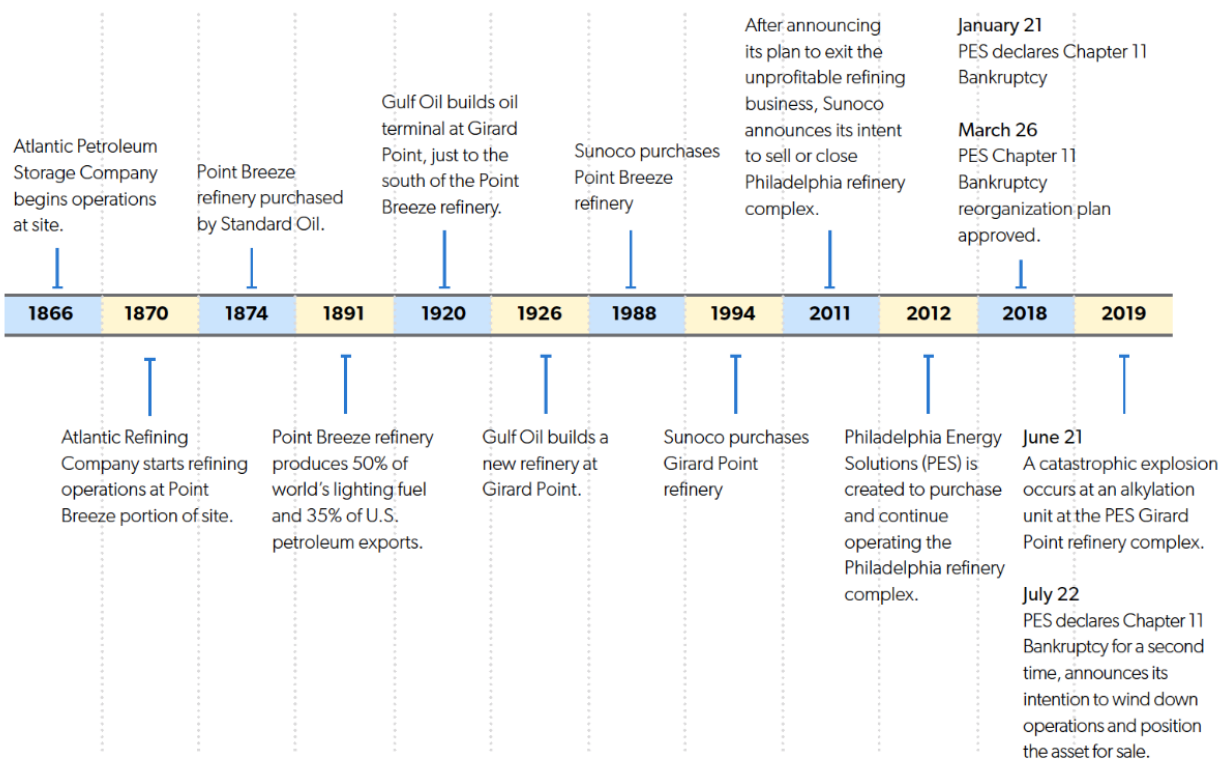 Atlantic Petroleum
Storage Company
begins operations
at site.
Point Breeze
refinery purchased
by Standard Oil.
Gulf Oil builds oil
terminal at Girard
Point, just to the
south of the Point
Breeze refinery.
Sunoco purchases
Point Breeze
refinery
After announcing
its plan to exit the
unprofitable refining
business, Sunoco
announces its intent
to sell or close
Philadelphia refinery
complex.
January 21
PES declares Chapter 11
Bankruptcy
March 26
PES Chapter 11
Bankruptcy
reorganization plan
approved.
1866 1870 1874 1891 1920 1926 1988 1994 2011 2012 2018 2019
Atlantic Refining
Company starts refining
operations at Point
Breeze portion of site.
Point Breeze refinery
produces 50% of
world's lighting fuel
and 35% of U.S.
petroleum exports.
Gulf Oil builds a
new refinery at
Girard Point.
Sunoco purchases
Girard Point
refinery
Philadelphia Energy
Solutions (PES) is
created to purchase
and continue
operating the
Philadelphia refinery
complex.
June 21
A catastrophic explosion
occurs at an alkylation
unit at the PES Girard
Point refinery complex.
July 22
PES declares Chapter 11
Bankruptcy for a second
time, announces its
intention to wind down
operations and position
the asset for sale.